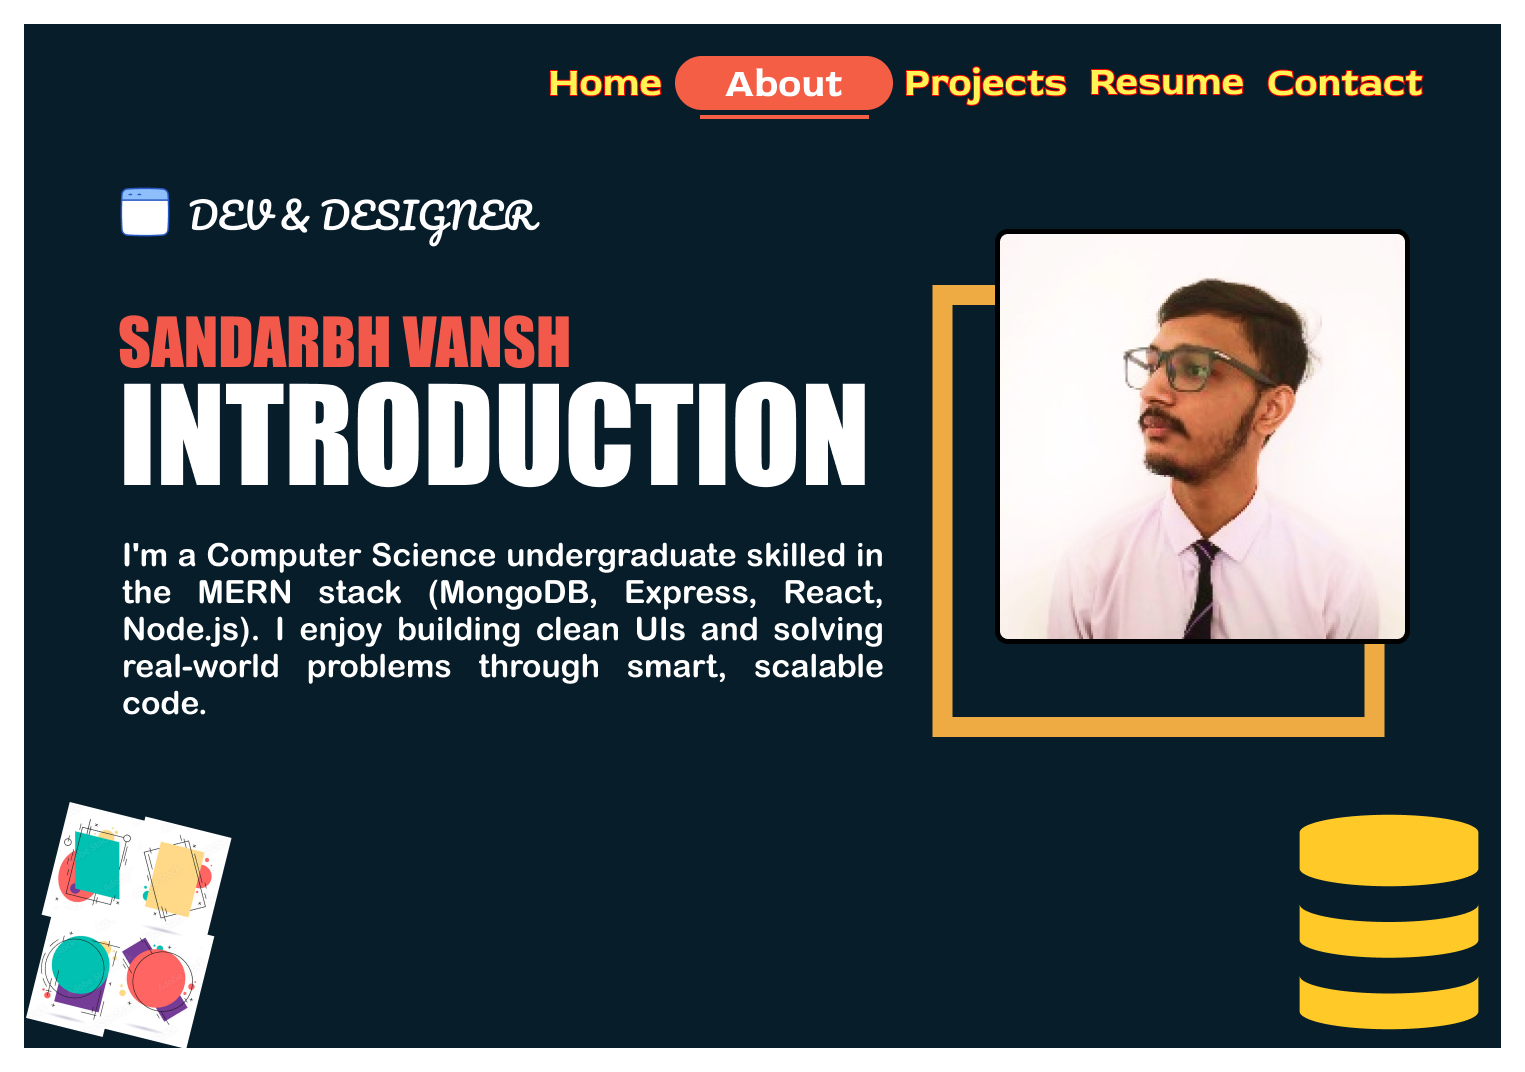 Home About Projects Resume Contact
DEV & DESIGNER
SANDARBH VANSH
INTRODUCTION
I'm a Computer Science undergraduate skilled in
the MERN stack (MongoDB, Express, React,
Node.js). I enjoy building clean UIs and solving
real-world problems through smart, scalable
code.